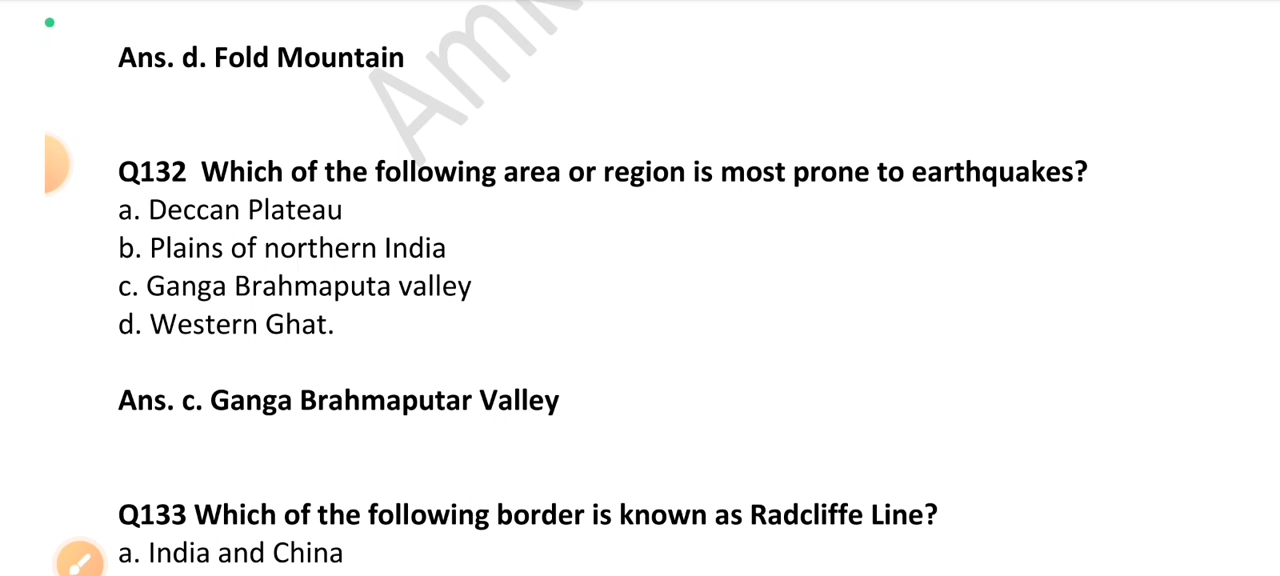 Ans. d. Fold Mountain
Q132  Which of the following area or region is most prone to earthquakes?
a. Deccan Plateau
b. Plains of northern India
c. Ganga Brahmaputa valley
d. Western Ghat.
Ans. c. Ganga Brahmaputar Valley
Q133 Which of the following border is known as Radcliffe Line?
a. India and China